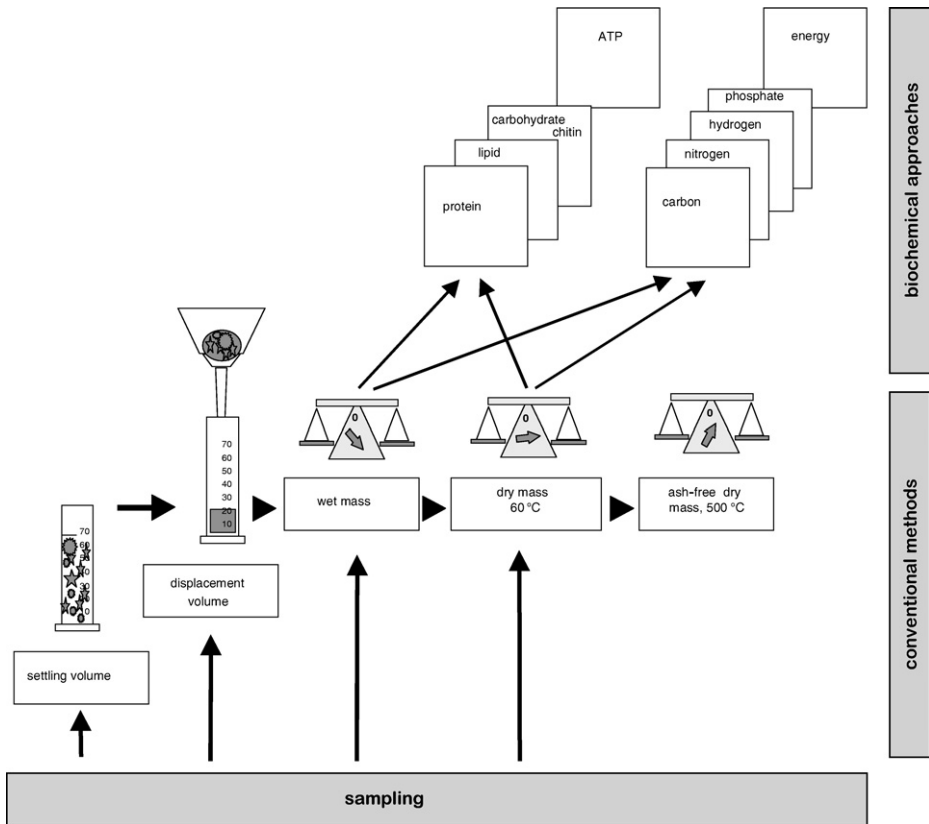 ATP
energy
carbohydrate
chitin
lipid
protein
phosphate
hydrogen
nitrogen
carbon
biochemical approaches
70
60
50
40
30
20
10
0
0
0
wet mass
dry mass
60 °C
ash-free dry
mass, 500 °C
70
60
50
displacement
volume
settling volume
conventional methods
sampling